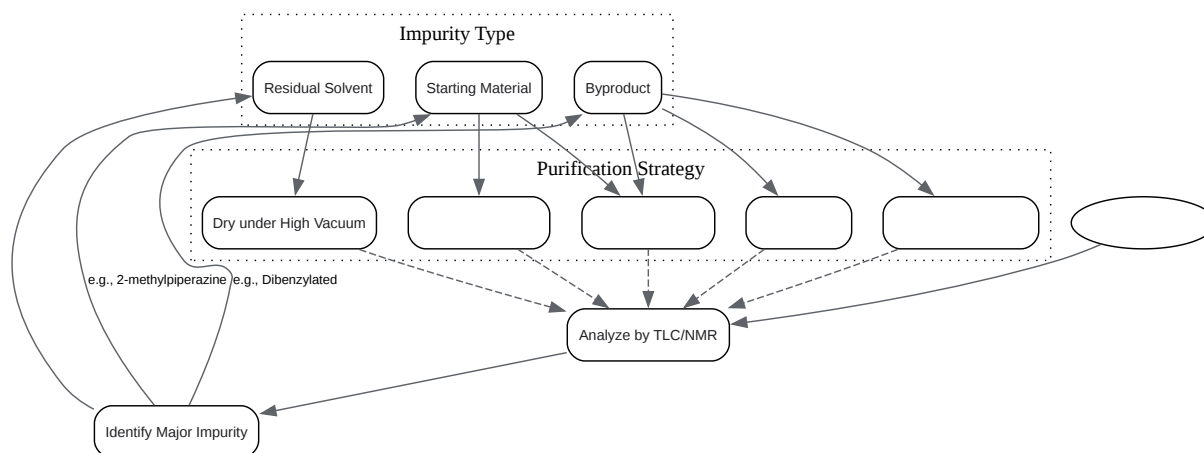 Impurity Type
Residual Solvent
Starting Material
Byproduct
Purification Strategy
Dry under High Vacuum
e.g., 2-methylpiperazine
e.g., Dibenzylated
Analyze by TLC/NMR
Identify Major Impurity